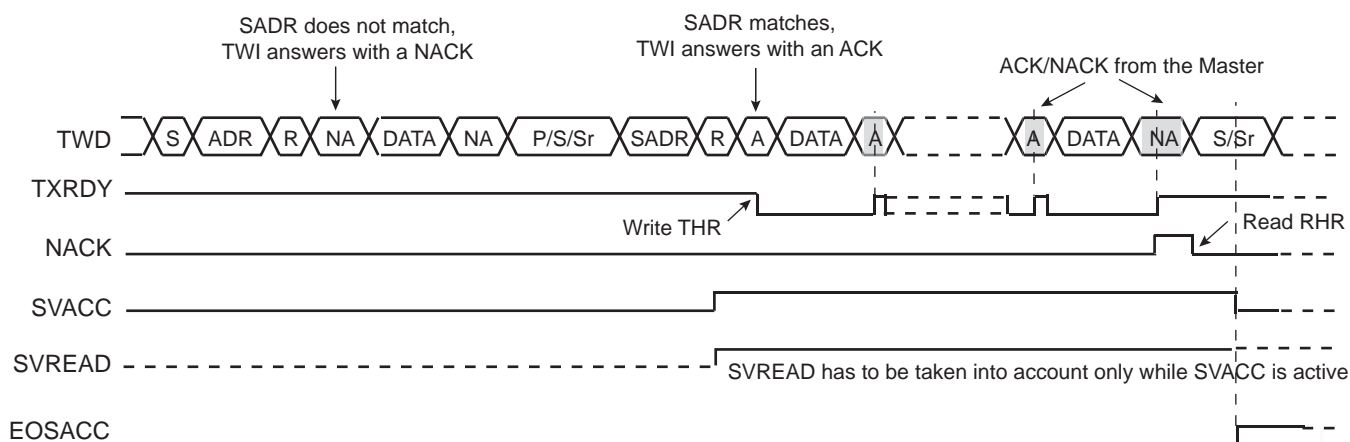 SADR does not match,
TWI answers with a NACK
SADR matches,
TWI answers with an ACK
ACK/NACK from the Master
TWD S ADR R NA DATA NA P/S/Sr SADR R A DATA A A DATA NA S/Sr
TXRDY
Write THR
Read RHR
NACK
SVACC
SVREAD
SVREAD has to be taken into account only while SVACC is active
EOSACC